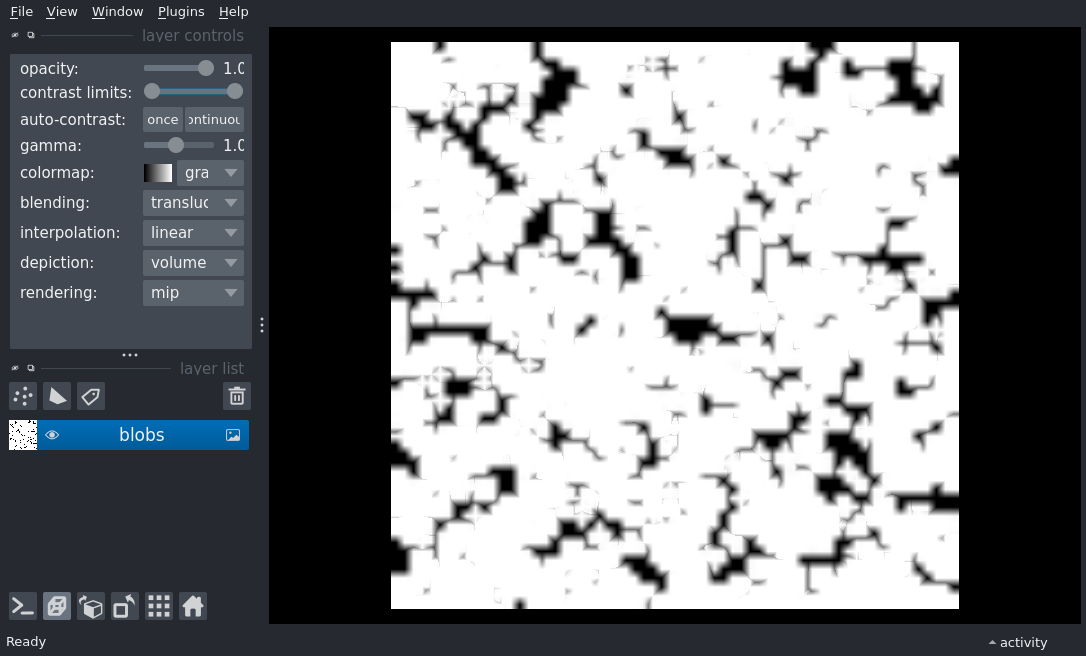 File View Window Plugins Help
layer controls
opacity: 1.0
contrast limits:
auto-contrast: once ontinuou
gamma: 1.0
colormap: gra
blending: transluc
interpolation: linear
depiction: volume
rendering: mip
layer list
blobs
Ready
activity